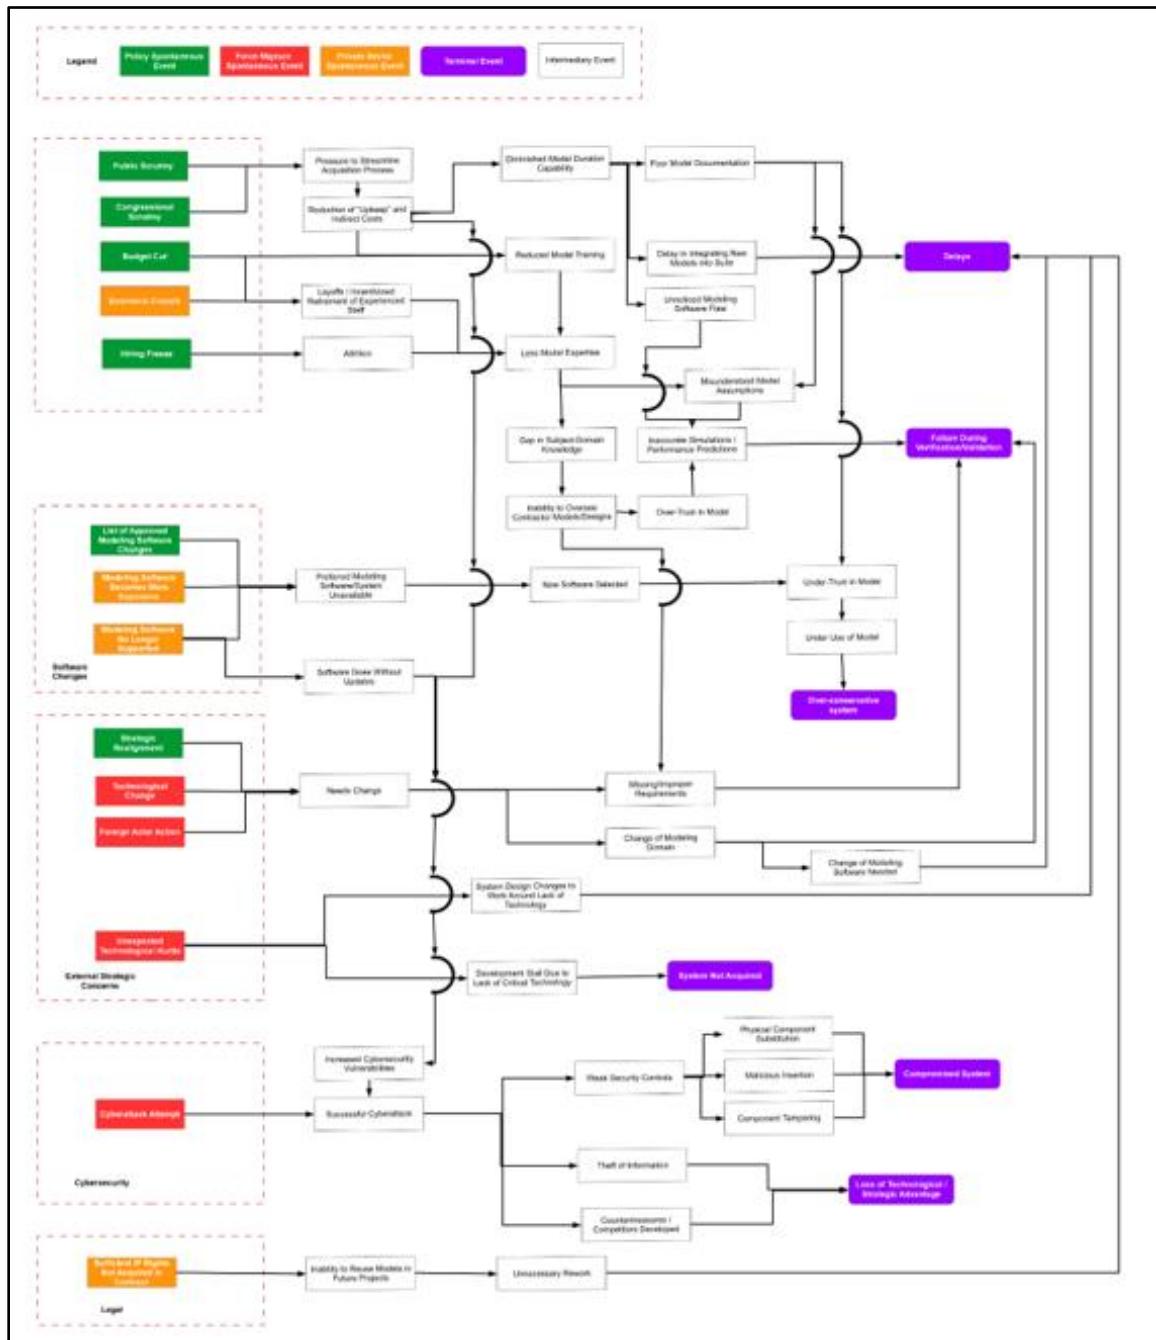 Legend
Policy Spontaneous
Event
Force Majeure
Spontaneous Event
Private Sector
Spontaneous Event
Terminal Event
Intermediary Event
Public Scrutiny
Pressure to Streamline
Acquisition Process
Diminished Model Curation
Capability
Poor Model Documentation
Congressional
Scrutiny
Reduction of "Upkeep" and
Indirect Costs
Budget Cut
Reduced Model Training
Delay in Integrating New
Models into Suite
Delays
Economic
Layoffs / Incentivized
Retirement of Experienced
Staff
Unnoticed Modeling
Software Flaw
Hiring Freeze
Attrition
Less Model Expertise
Misunderstood Model
Assumptions
Gap in Subject-Domain
Knowledge
Inaccurate Simulations /
Performance Predictions
Failure During
Verification/Validation
Inability to Oversee
Contractor Models/Designs
Over-Trust in Model
List of Approved
Modeling Software
Changes
Modeling Software
Becomes More
Expensive
Preferred Modeling
Software/System
Unavailable
New Software Selected
Under-Trust in Model
Modeling Software
No Longer
Supported
Under Use of Model
Software
Changes
Software Goes Without
Updates
Over-conservative
system
Strategic
Realignment
Technological
Change
Needs Change
Missing/Improper
Requirements
Foreign Actor Action
Change of Modeling
Domain
Change of Modeling
Software Needed
System Design Changes to
Work Around Lack of
Technology
Unexpected
Technological Hurdle
External Strategic
Concerns
Development Stall Due to
Lack of Critical Technology
System Not Acquired
Increased Cybersecurity
Vulnerabilities
Physical Component
Substitution
Weak Security Controls
Malicious Insertion
Compromised System
Cyberattack Attempt
Successful Cyberattack
Component Tampering
Cybersecurity
Theft of Information
Loss of Technological /
Strategic Advantage
Countermeasures /
Competitors Developed
Sufficient IP Rights
Not Acquired in
Contract
Inability to Reuse Models in
Future Projects
Unnecessary Rework
Legal